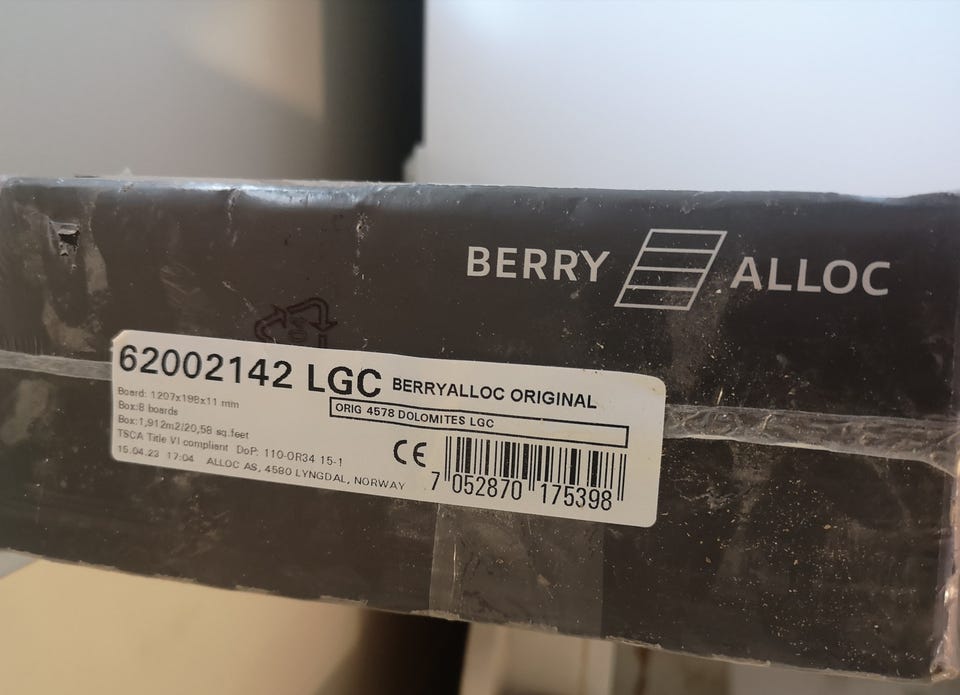 BERRY ALLOC
62002142 LGC BERRYALLOC ORIGINAL
ORIG 4578 DOLOMITES LGC
Board: 1207x198x11 mm
Box:8 boards
Box:1,912m2/20,58 sq.feet
TSCA Title VI compliant DoP: 110-OR34 15-1
15.04.23 17:04 ALLOC AS, 4580 LYNGDAL, NORWAY
CE
7 052870 175398